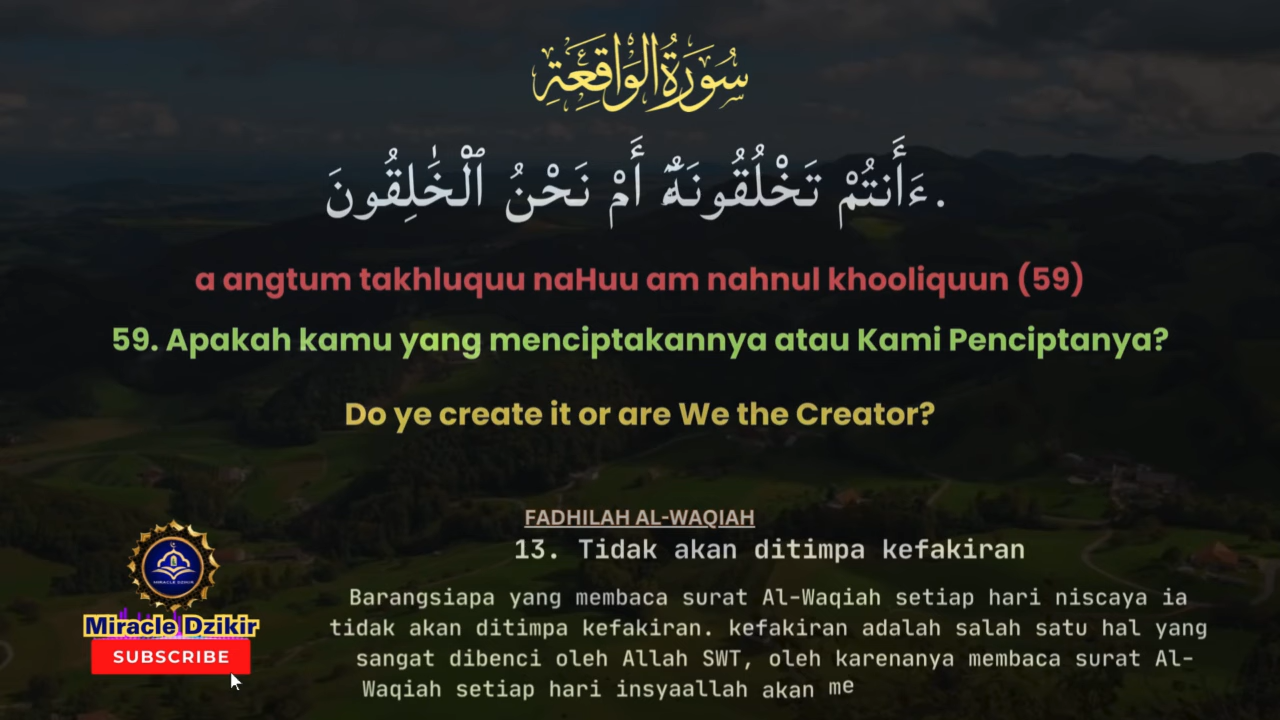 سُورَةُ الْوَاقِعَةِ
ءَأَنتُمْ تَخْلُقُونَهُۥٓ أَمْ نَحْنُ ٱلْخَٰلِقُونَ.
a angtum takhluquu naHuu am nahnul khooliquun (59)
59. Apakah kamu yang menciptakannya atau Kami Penciptanya?
Do ye create it or are We the Creator?
FADHILAH AL-WAQIAH
13. Tidak akan ditimpa kefakiran
Barangsiapa yang membaca surat Al-Waqiah setiap hari niscaya ia
tidak akan ditimpa kefakiran. kefakiran adalah salah satu hal yang
sangat dibenci oleh Allah SWT, oleh karenanya membaca surat Al-
Waqiah setiap hari insyaallah akan me
MIRACLE DZIKIR
Miracle Dzikir
SUBSCRIBE